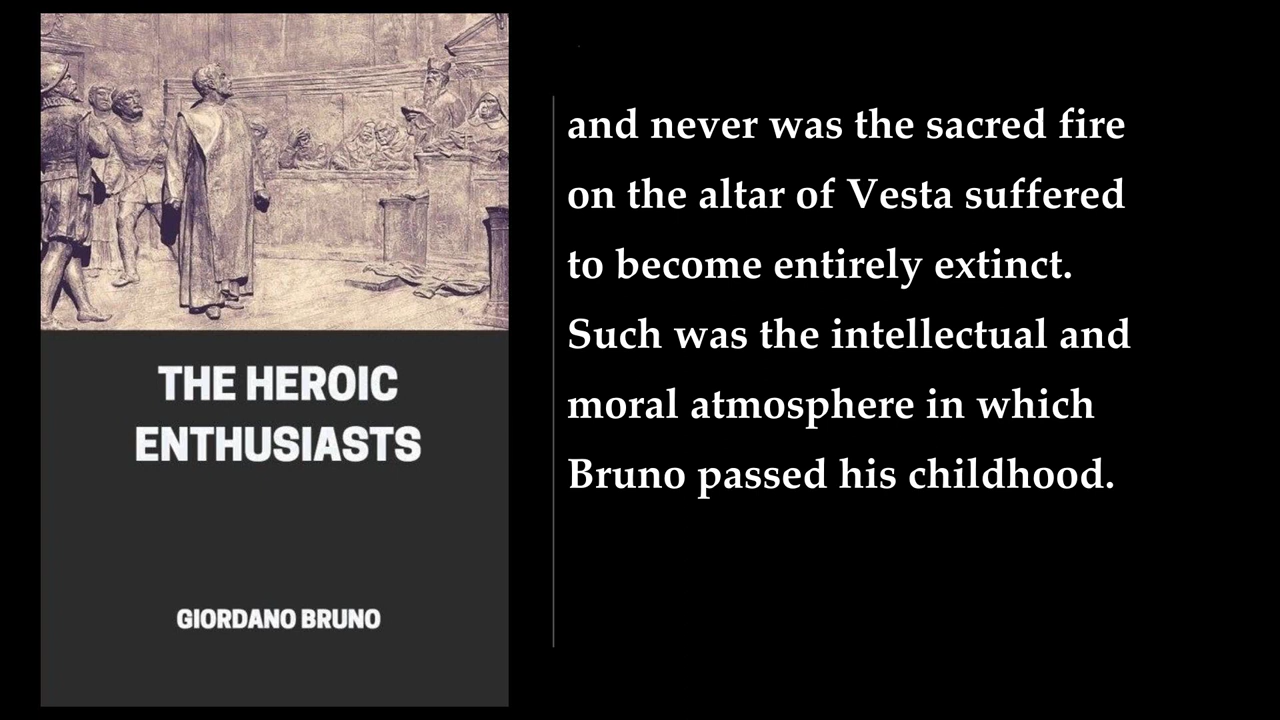 THE HEROIC
ENTHUSIASTS
GIORDANO BRUNO
and never was the sacred fire
on the altar of Vesta suffered
to become entirely extinct.
Such was the intellectual and
moral atmosphere in which
Bruno passed his childhood.